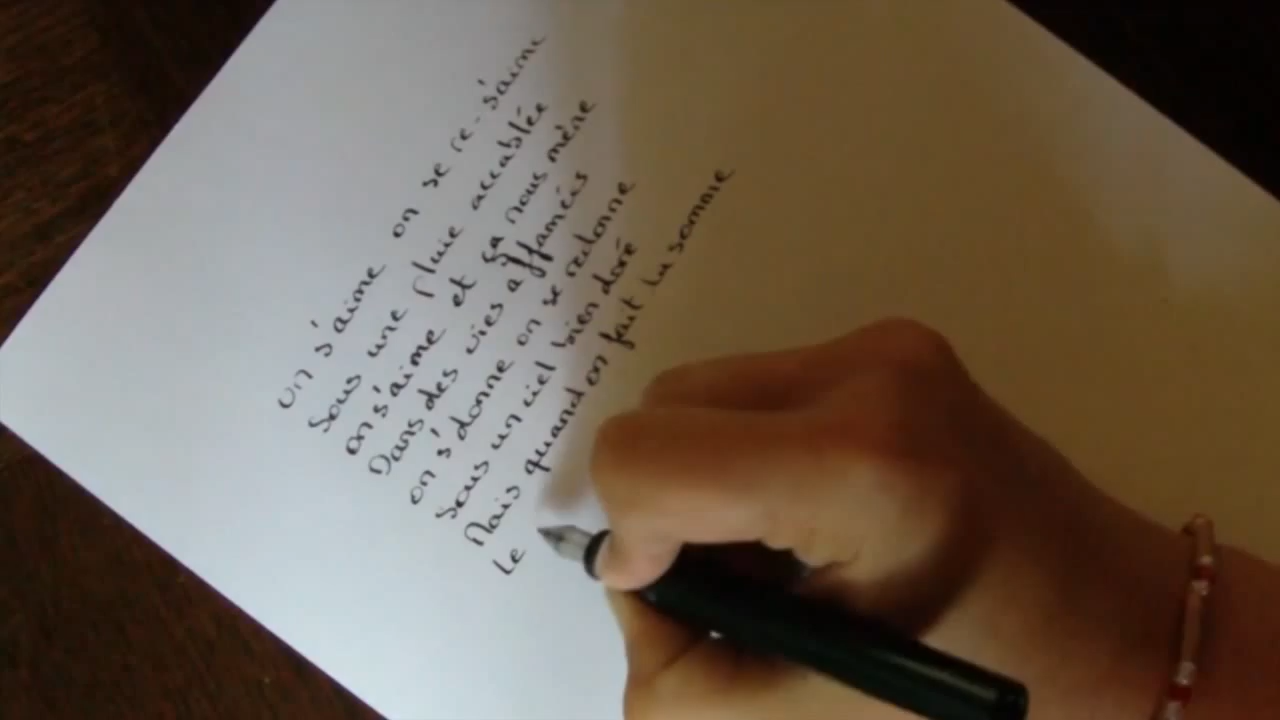 on s'aime on se re-s'aime
Sous une pluie accablée
on s'aime et ça nous mène
Dans des vies affamées
on s'donne on se redonne
Sous un ciel bien doré
Mais quand on fait la somme
Le